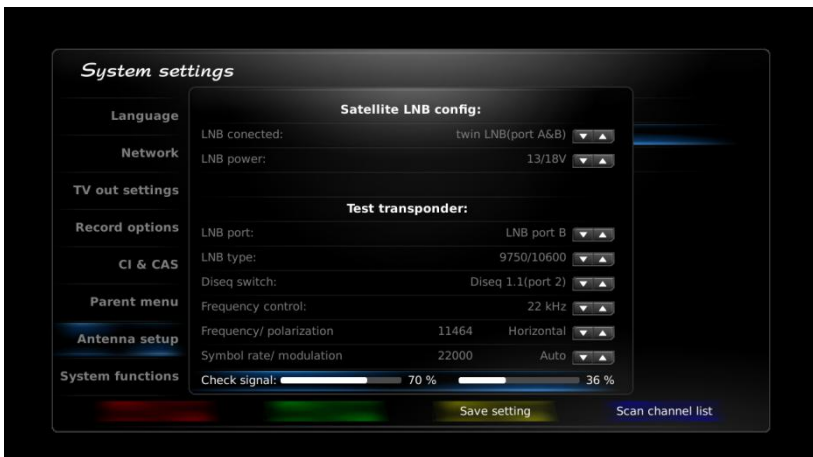 System settings
Satellite LNB config:
Language
LNB conected: twin LNB(port A&B)
Network
LNB power: 13/18V
TV out settings
Test transponder:
Record options
LNB port: LNB port B
LNB type: 9750/10600
CI & CAS
Diseq switch: Diseq 1.1(port 2)
Parent menu
Frequency control: 22 kHz
Antenna setup
Frequency/ polarization 11464 Horizontal
Symbol rate/ modulation 22000 Auto
System functions
Check signal: 70 % 36 %
Save setting Scan channel list